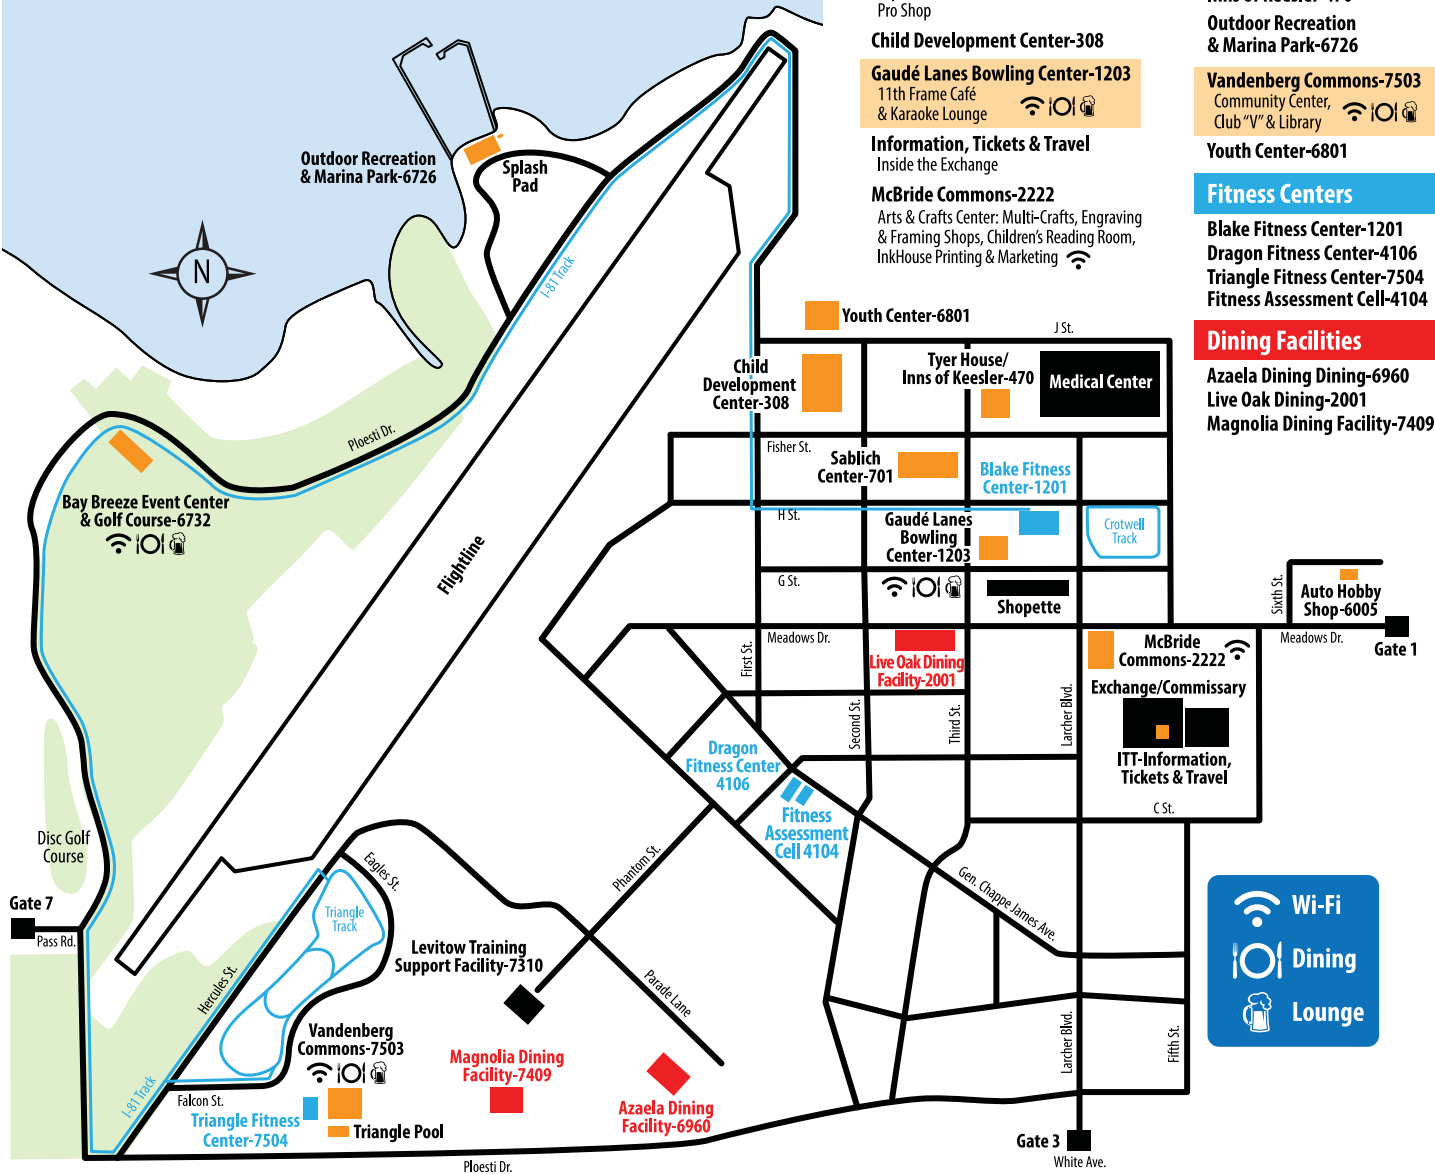 Pro Shop
Child Development Center-308
Gaudé Lanes Bowling Center-1203
11th Frame Café
& Karaoke Lounge
Information, Tickets & Travel
Inside the Exchange
McBride Commons-2222
Arts & Crafts Center: Multi-Crafts, Engraving
& Framing Shops, Children's Reading Room,
InkHouse Printing & Marketing
Inns of Keesler-470
Outdoor Recreation
& Marina Park-6726
Vandenberg Commons-7503
Community Center,
Club "V" & Library
Youth Center-6801
Fitness Centers
Blake Fitness Center-1201
Dragon Fitness Center-4106
Triangle Fitness Center-7504
Fitness Assessment Cell-4104
Dining Facilities
Azaela Dining Dining-6960
Live Oak Dining-2001
Magnolia Dining Facility-7409
Outdoor Recreation
& Marina Park-6726
Splash
Pad
N
I-81 Track
Youth Center-6801
J St.
Child
Development
Center-308
Tyer House/
Inns of Keesler-470
Medical Center
Ploesti Dr.
Fisher St.
Sablich
Center-701
Blake Fitness
Center-1201
Bay Breeze Event Center
& Golf Course-6732
H St.
Gaudé Lanes
Bowling
Center-1203
Crotwell
Track
Flightline
G St.
Shopette
Sixth St.
Auto Hobby
Shop-6005
Meadows Dr.
Meadows Dr.
Gate 1
First St.
Live Oak Dining
Facility-2001
McBride
Commons-2222
Exchange/Commissary
Second St.
Third St.
Larcher Blvd.
ITT-Information,
Tickets & Travel
Dragon
Fitness Center
4106
C St.
Fitness
Assessment
Cell 4104
Disc Golf
Course
Eagles St.
Phantom St.
Gen. Chappe James Ave.
Gate 7
Pass Rd.
Triangle
Track
Levitow Training
Support Facility-7310
Hercules St.
Parade Lane
Wi-Fi
Dining
Lounge
Vandenberg
Commons-7503
Magnolia Dining
Facility-7409
Larcher Blvd.
Fifth St.
I-81 Track
Falcon St.
Triangle Fitness
Center-7504
Triangle Pool
Azaela Dining
Facility-6960
Gate 3
White Ave.
Ploesti Dr.